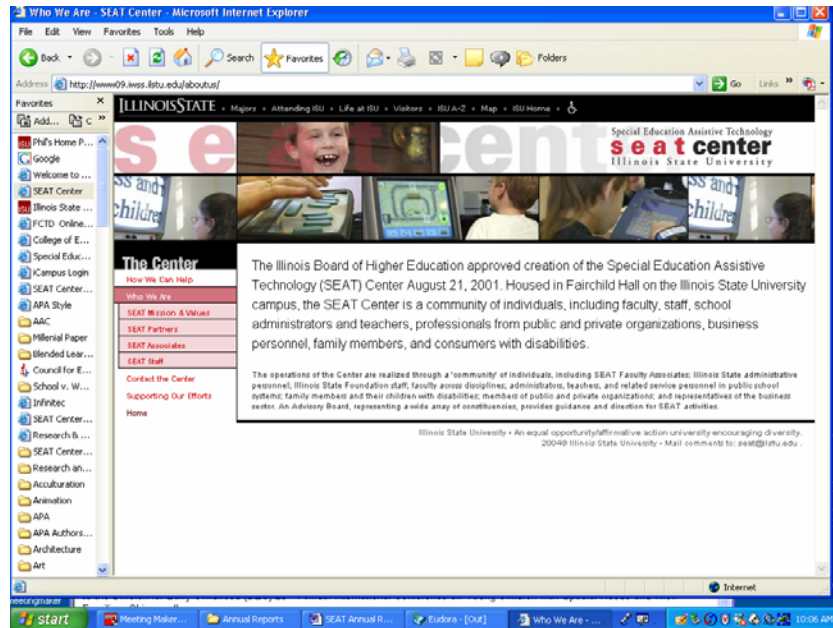 Who We Are - SEAT Center - Microsoft Internet Explorer
File Edit View Favorites Tools Help
Back Search Favorites Folders
Address http://www09.iwss.ilstu.edu/aboutus/ Go Links »
Favorites ×
Add...
Phil's Home P...
Google
Welcome to ...
SEAT Center
Illinois State ...
FCTD Online...
College of E...
Special Educ...
iCampus Login
SEAT Center...
APA Style
AAC
Millenial Paper
Blended Lear...
Council for E...
School v. W...
Infinitec
SEAT Center...
Research &...
SEAT Center...
Research an...
Acculturation
Animation
APA
APA Authors...
Architecture
Art
ILLINOIS STATE • Majors • Attending ISU • Life at ISU • Visitors • ISU A-Z • Map • ISU Home •
seat cent
Special Education Assistive Technology
seat center
Illinois State University
The Center
How We Can Help
Who We Are
SEAT Mission & Values
SEAT Partners
SEAT Associates
SEAT Staff
Contact the Center
Supporting Our Efforts
Home
The Illinois Board of Higher Education approved creation of the Special Education Assistive
Technology (SEAT) Center August 21, 2001. Housed in Fairchild Hall on the Illinois State University
campus, the SEAT Center is a community of individuals, including faculty, staff, school
administrators and teachers, professionals from public and private organizations, business
personnel, family members, and consumers with disabilities.
The operations of the Center are realized through a 'community' of individuals, including SEAT Faculty Associates; Illinois State administrative
personnel; Illinois State Foundation staff; faculty across disciplines; administrators, teachers, and related service personnel in public school
systems; family members and their children with disabilities; members of public and private organizations; and representatives of the business
sector. An Advisory Board, representing a wide array of constituencies, provides guidance and direction for SEAT activities.
Illinois State University • An equal opportunity/affirmative action university encouraging diversity.
2004© Illinois State University • Mail comments to: seat@ilstu.edu .
Internet
start Meeting Maker... Annual Reports SEAT Annual R... Eudora - [Out] Who We Are - ... 10:06 AM